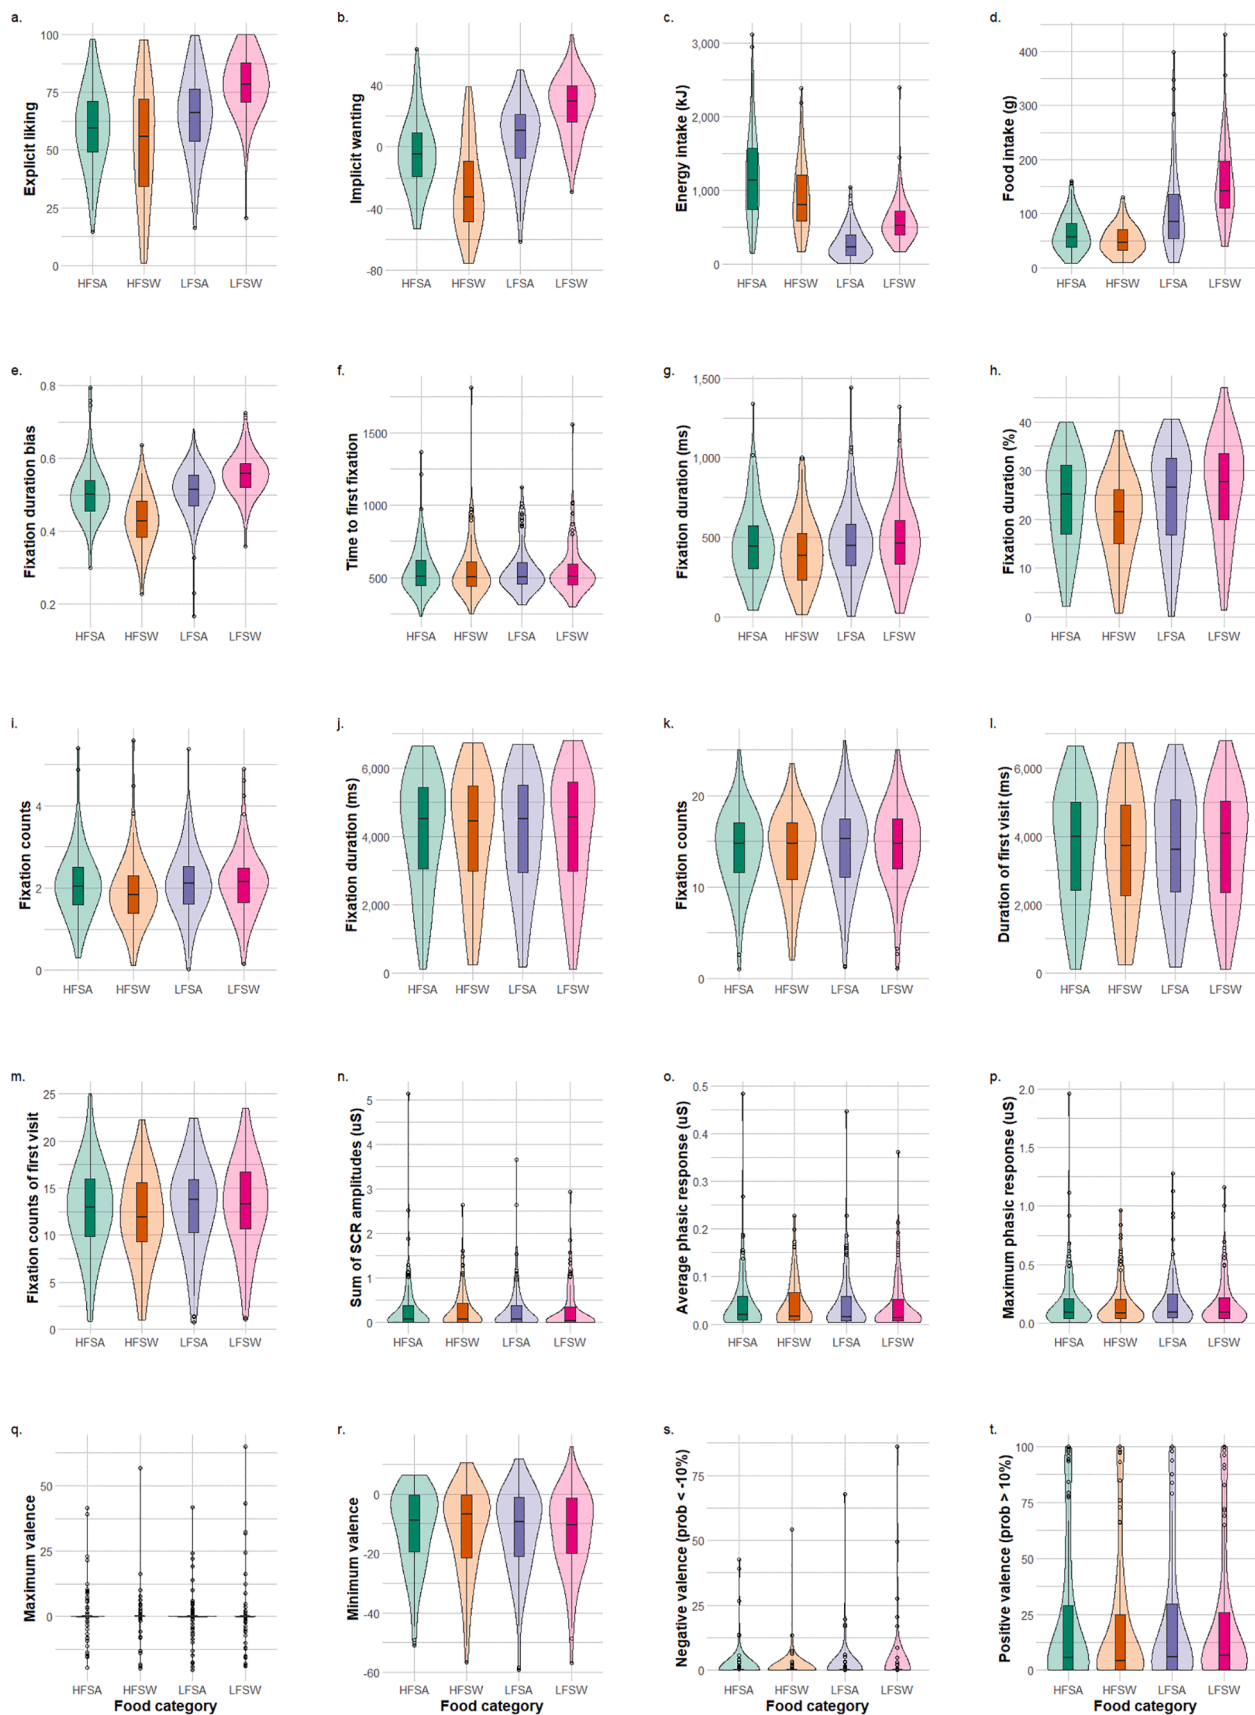 a.
Explicit liking
100
75
50
25
0
HFSA HFSW LFSA LFSW
b.
Implicit wanting
40
0
-40
-80
HFSA HFSW LFSA LFSW
c.
Energy intake (kJ)
3,000
2,000
1,000
0
HFSA HFSW LFSA LFSW
d.
Food intake (g)
400
300
200
100
0
HFSA HFSW LFSA LFSW
e.
Fixation duration bias
0.8
0.6
0.4
0.2
HFSA HFSW LFSA LFSW
f.
Time to first fixation
1500
1000
500
HFSA HFSW LFSA LFSW
g.
Fixation duration (ms)
1,500
1,000
500
0
HFSA HFSW LFSA LFSW
h.
Fixation duration (%)
40
30
20
10
0
HFSA HFSW LFSA LFSW
i.
Fixation counts
4
2
0
HFSA HFSW LFSA LFSW
j.
Fixation duration (ms)
6,000
4,000
2,000
0
HFSA HFSW LFSA LFSW
k.
Fixation counts
20
10
0
HFSA HFSW LFSA LFSW
l.
Duration of first visit (ms)
6,000
4,000
2,000
0
HFSA HFSW LFSA LFSW
m.
Fixation counts of first visit
25
20
15
10
5
0
HFSA HFSW LFSA LFSW
n.
Sum of SCR amplitudes (uS)
5
4
3
2
1
0
HFSA HFSW LFSA LFSW
o.
Average phasic response (uS)
0.5
0.4
0.3
0.2
0.1
0.0
HFSA HFSW LFSA LFSW
p.
Maximum phasic response (uS)
2.0
1.5
1.0
0.5
0.0
HFSA HFSW LFSA LFSW
q.
Maximum valence
50
25
0
HFSA HFSW LFSA LFSW
Food category
r.
Minimum valence
0
-20
-40
-60
HFSA HFSW LFSA LFSW
Food category
s.
Negative valence (prob < -10%)
-75
-50
-25
0
HFSA HFSW LFSA LFSW
Food category
t.
Positive valence (prob > 10%)
100
75
50
25
0
HFSA HFSW LFSA LFSW
Food category